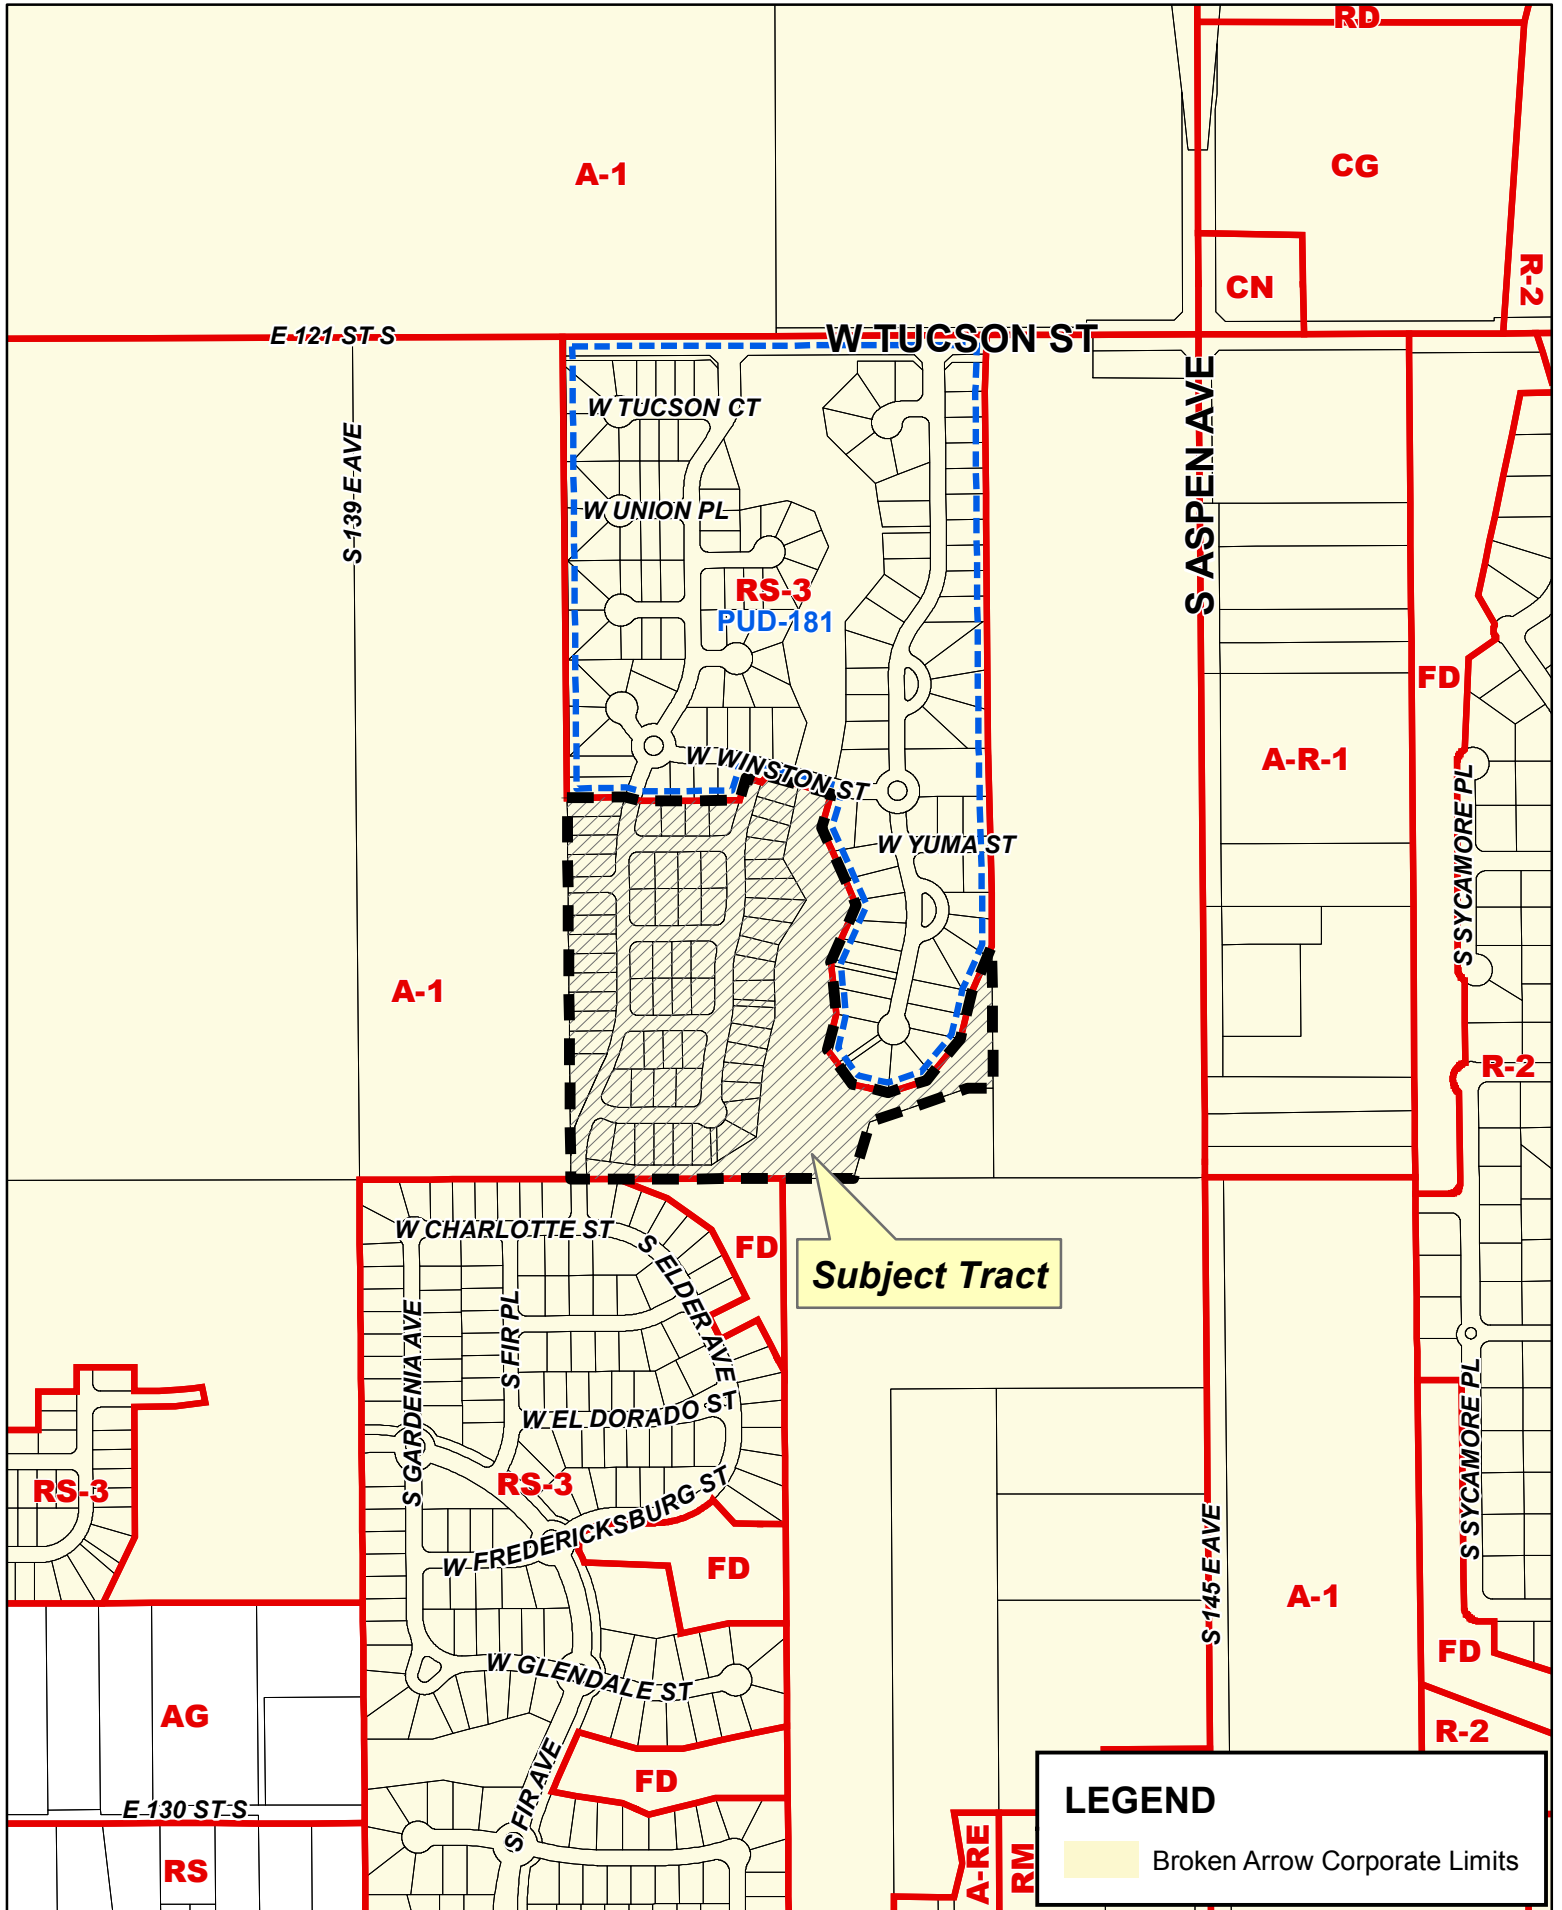 RD
A-1
CG
R-2
CN
E 121 ST S
W TUCSON ST
S ASPEN AVE
W TUCSON CT
S 139 E AVE
W UNION PL
RS-3
PUD-181
FD
W WINSTON ST
A-R-1
S SYCAMORE PL
W YUMA ST
A-1
R-2
W CHARLOTTE ST
S ELDER AVE
FD
Subject Tract
S GARDENIA AVE
S FIR PL
W EL DORADO ST
S SYCAMORE PL
RS-3
RS-3
W FREDERICKSBURG ST
FD
S 145 E AVE
A-1
FD
W GLENDALE ST
AG
R-2
FD
S FIR AVE
E 130 ST S
RS
A-RE
RM
LEGEND
Broken Arrow Corporate Limits